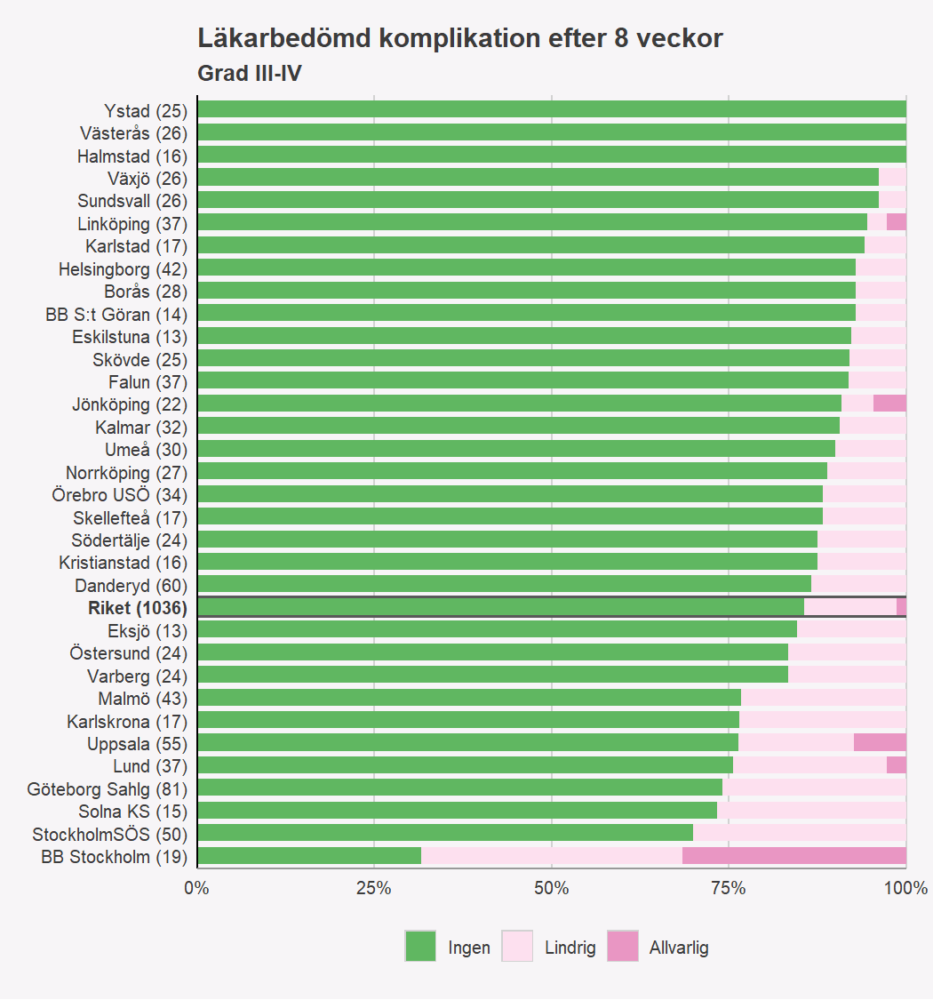 Läkarbedömd komplikation efter 8 veckor
Grad III-IV
Ystad (25)
Västerås (26)
Halmstad (16)
Växjö (26)
Sundsvall (26)
Linköping (37)
Karlstad (17)
Helsingborg (42)
Borås (28)
BB S:t Göran (14)
Eskilstuna (13)
Skövde (25)
Falun (37)
Jönköping (22)
Kalmar (32)
Umeå (30)
Norrköping (27)
Örebro USÖ (34)
Skellefteå (17)
Södertälje (24)
Kristianstad (16)
Danderyd (60)
Riket (1036)
Eksjö (13)
Östersund (24)
Varberg (24)
Malmö (43)
Karlskrona (17)
Uppsala (55)
Lund (37)
Göteborg Sahlg (81)
Solna KS (15)
StockholmSÖS (50)
BB Stockholm (19)
0% 25% 50% 75% 100%
Ingen Lindrig Allvarlig